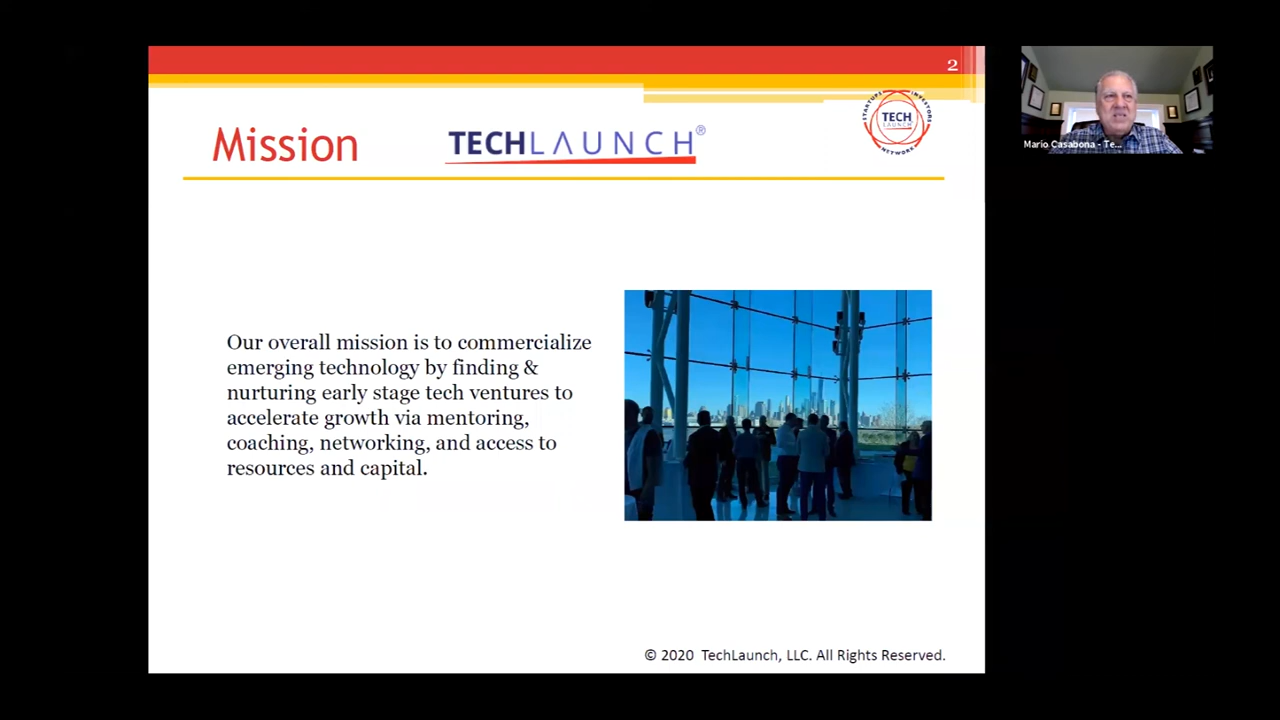 2
Mission
TECHLAUNCH®
STARTUPS INVESTORS
TECH
LAUNCH
NETWORK
Our overall mission is to commercialize
emerging technology by finding &
nurturing early stage tech ventures to
accelerate growth via mentoring,
coaching, networking, and access to
resources and capital.
© 2020 TechLaunch, LLC. All Rights Reserved.
Mario Casabona - Te...